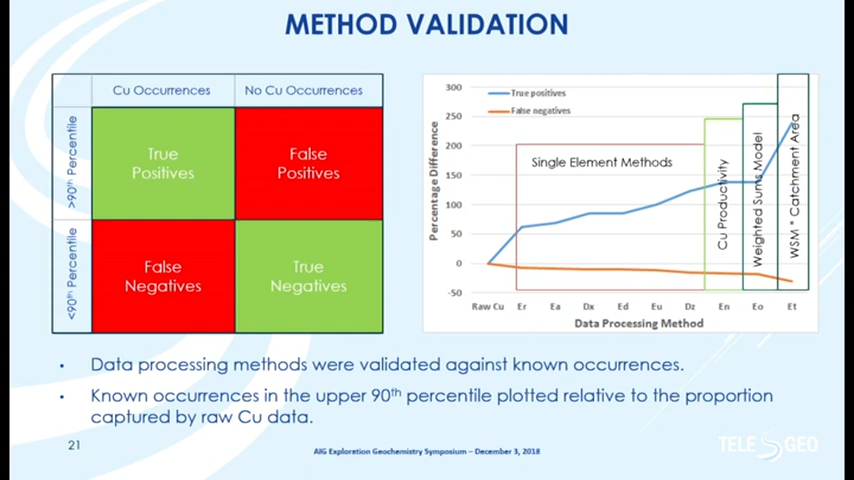 METHOD VALIDATION
Cu Occurrences
No Cu Occurrences
>90th Percentile
True
Positives
False
Positives
<90th Percentile
False
Negatives
True
Negatives
300
250
200
150
100
50
0
-50
Percentage Difference
True positives
False negatives
Single Element Methods
Cu Productivity
Weighted Sums Model
WSM * Catchment Area
Raw Cu Er Ea Dx Ed Eu Dz En Eo Et
Data Processing Method
• Data processing methods were validated against known occurrences.
• Known occurrences in the upper 90th percentile plotted relative to the proportion
captured by raw Cu data.
21
AIG Exploration Geochemistry Symposium – December 3, 2018
TELE GEO